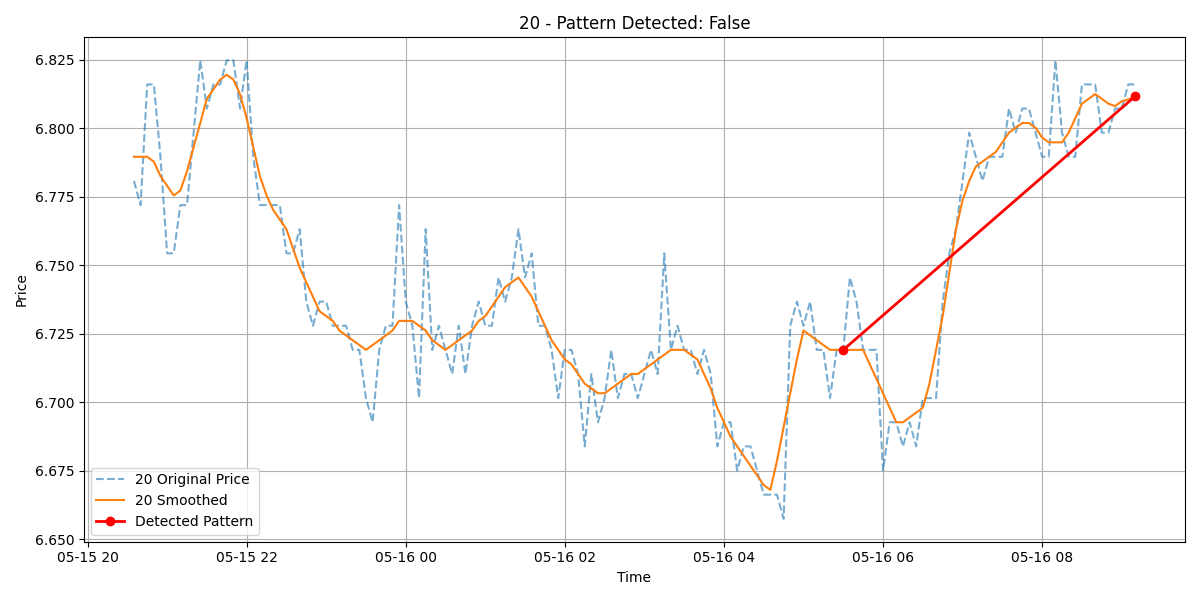 20 - Pattern Detected: False
Price
6.825
6.800
6.775
6.750
6.725
6.700
6.675
6.650
20 Original Price
20 Smoothed
Detected Pattern
05-15 20 05-15 22 05-16 00 05-16 02 05-16 04 05-16 06 05-16 08
Time